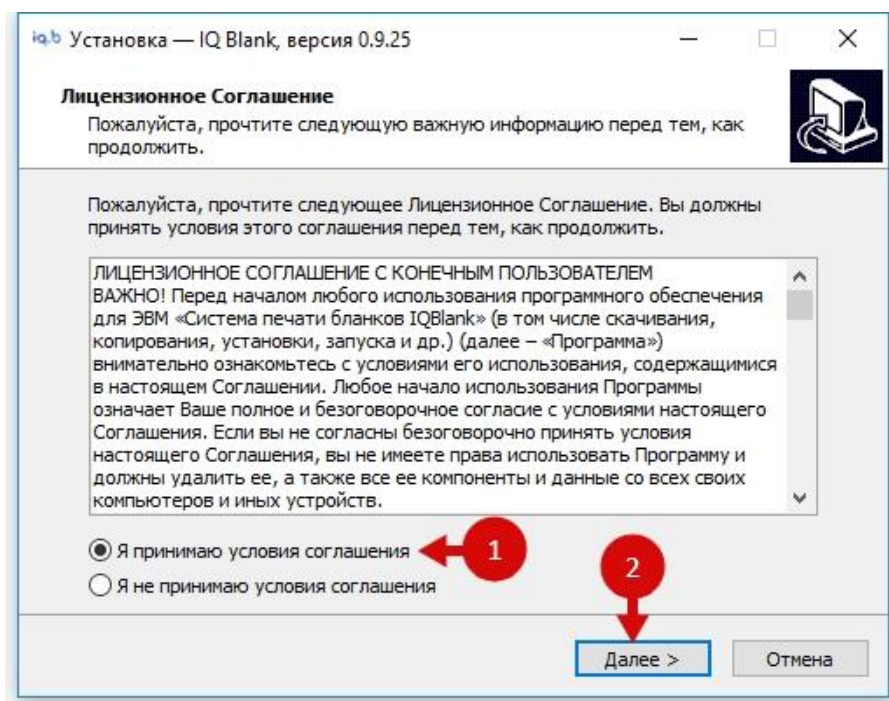 iq.b Установка — IQ Blank, версия 0.9.25
Лицензионное Соглашение
Пожалуйста, прочтите следующую важную информацию перед тем, как
продолжить.
Пожалуйста, прочтите следующее Лицензионное Соглашение. Вы должны
принять условия этого соглашения перед тем, как продолжить.
ЛИЦЕНЗИОННОЕ СОГЛАШЕНИЕ С КОНЕЧНЫМ ПОЛЬЗОВАТЕЛЕМ
ВАЖНО! Перед началом любого использования программного обеспечения
для ЭВМ «Система печати бланков IQBlank» (в том числе скачивания,
копирования, установки, запуска и др.) (далее – «Программа»)
внимательно ознакомьтесь с условиями его использования, содержащимися
в настоящем Соглашении. Любое начало использования Программы
означает Ваше полное и безоговорочное согласие с условиями настоящего
Соглашения. Если вы не согласны безоговорочно принять условия
настоящего Соглашения, вы не имеете права использовать Программу и
должны удалить ее, а также все ее компоненты и данные со всех своих
компьютеров и иных устройств.
Я принимаю условия соглашения 1
Я не принимаю условия соглашения
2
Далее > Отмена